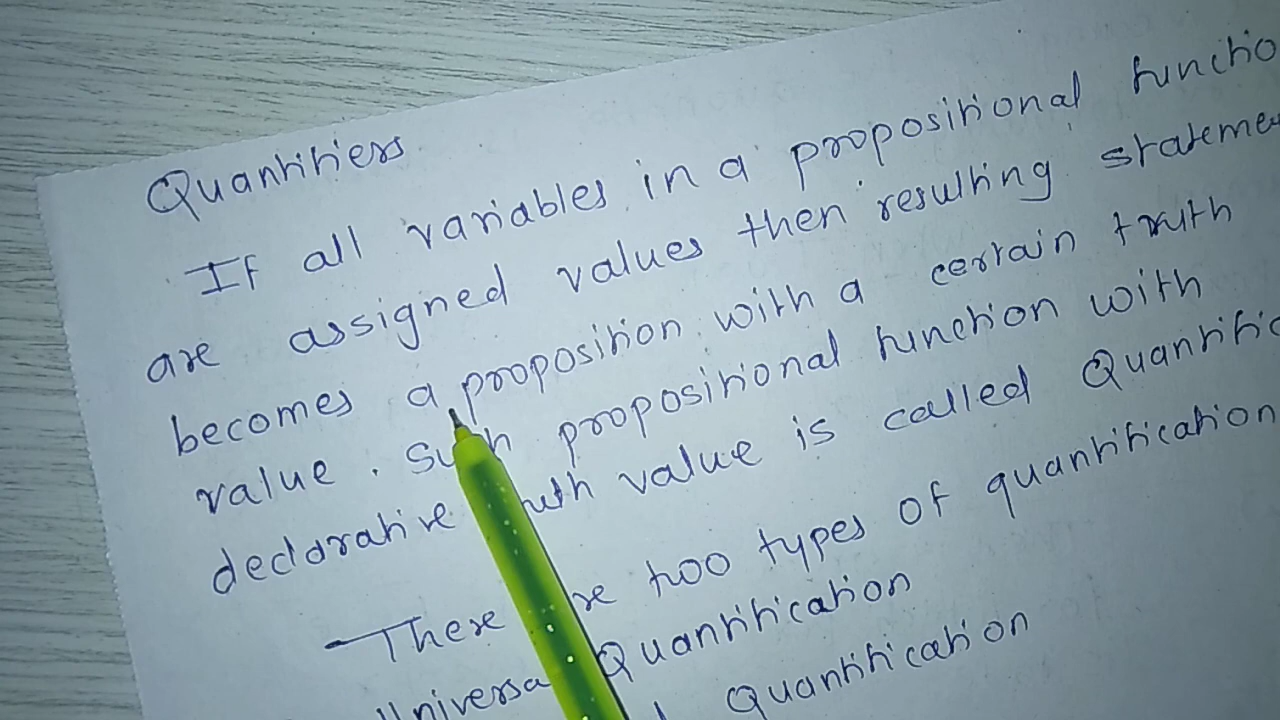 Quantifiers
If all variables in a propositional functio
are assigned values then resulting stateme
becomes a proposition with a certain truth
value. Such propositional function with
declarative truth value is called Quantific
There are two types of quantification
Universal Quantification
Quantification